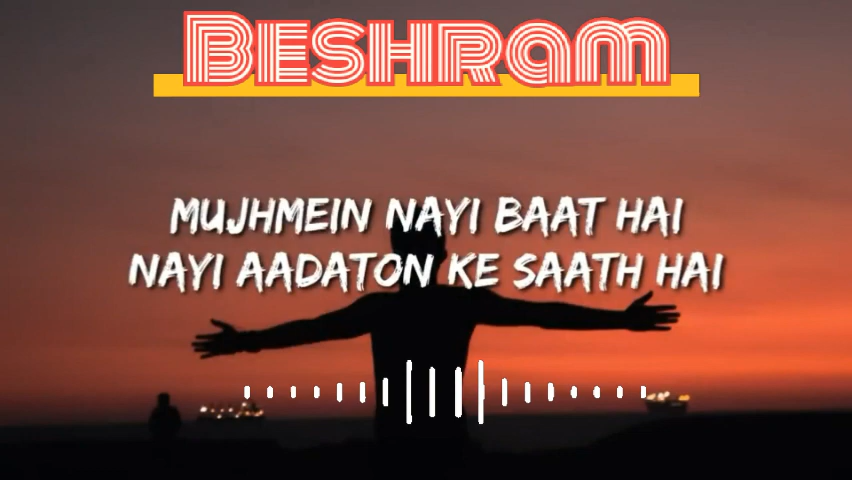 BESHRAM
MUJHMEIN NAYI BAAT HAI
NAYI AADATON KE SAATH HAI